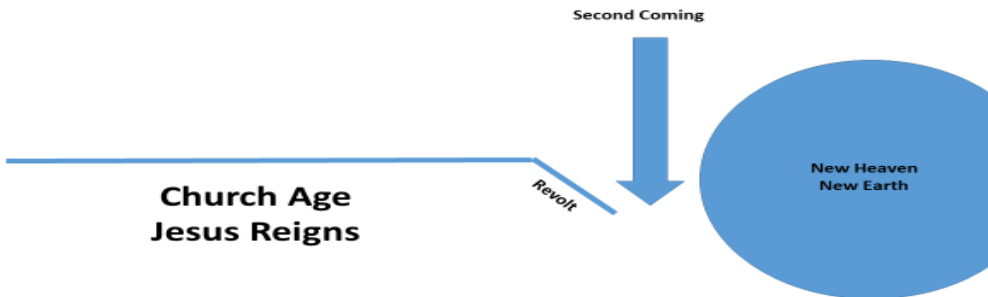 Second Coming
Church Age
Jesus Reigns
Revolt
New Heaven
New Earth